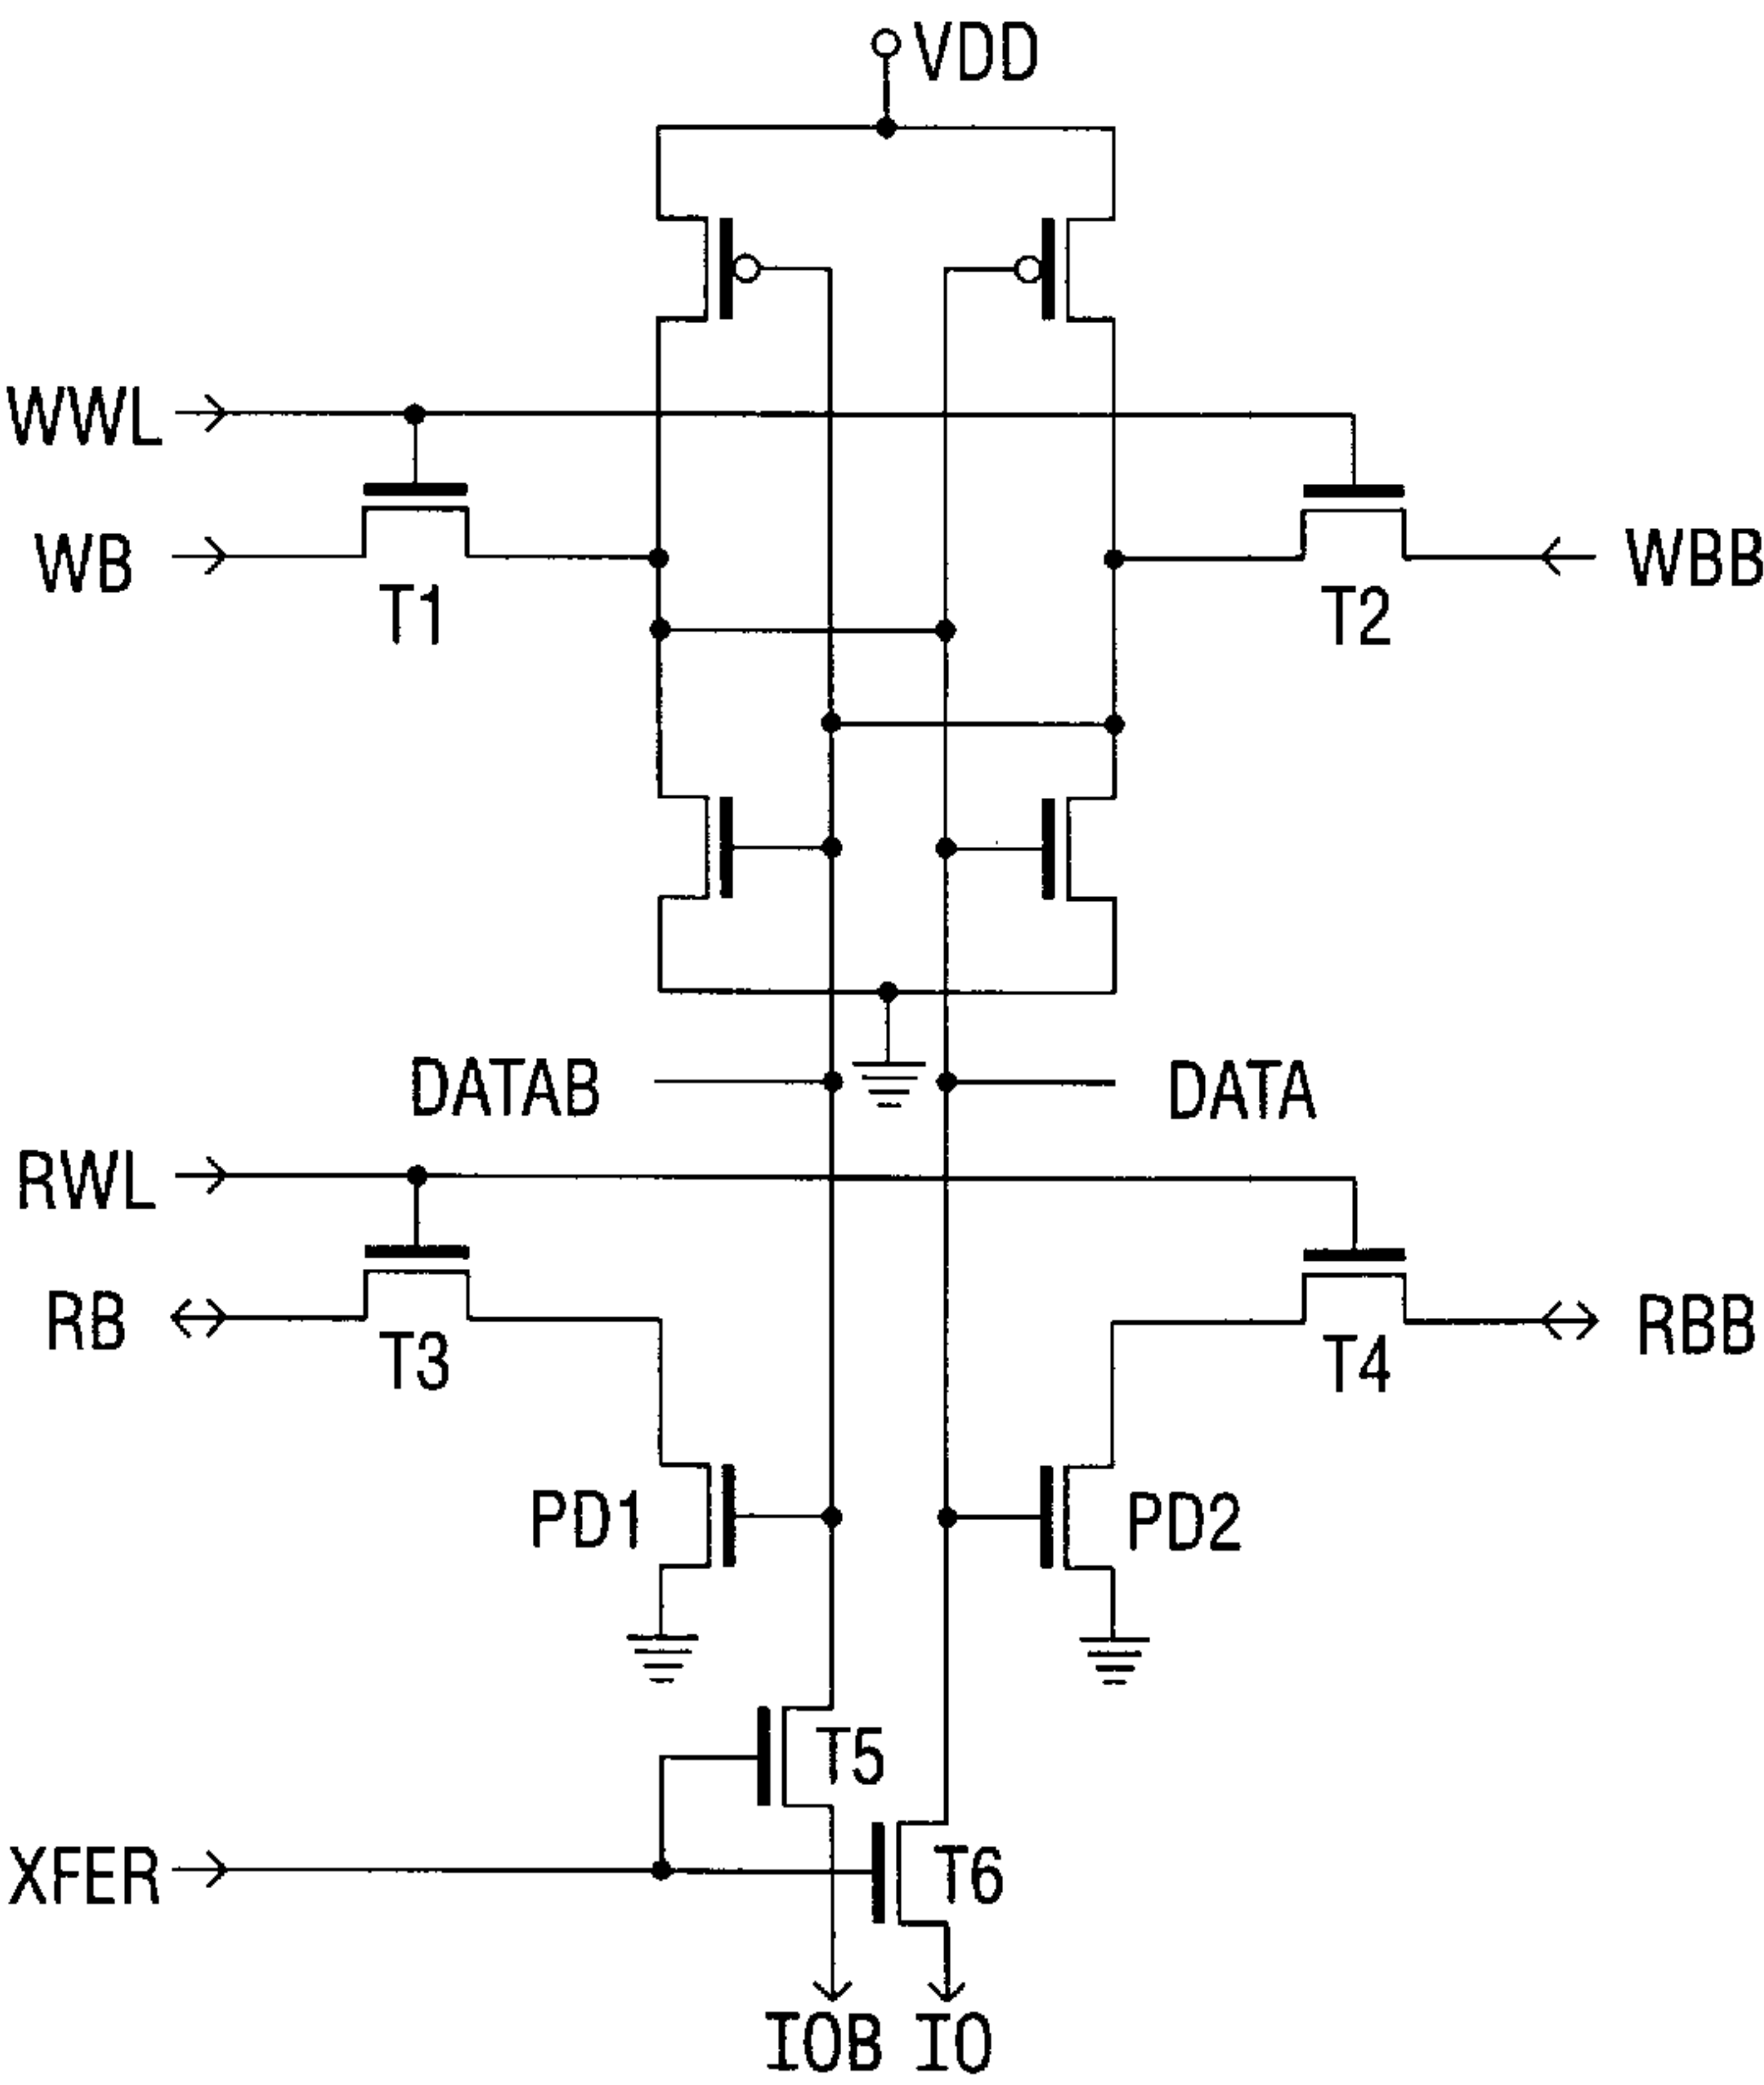 VDD
WWL
WB
WBB
T1
T2
DATAB
DATA
RWL
RB
RBB
T3
T4
PD1
PD2
T5
XFER
T6
IOB IO